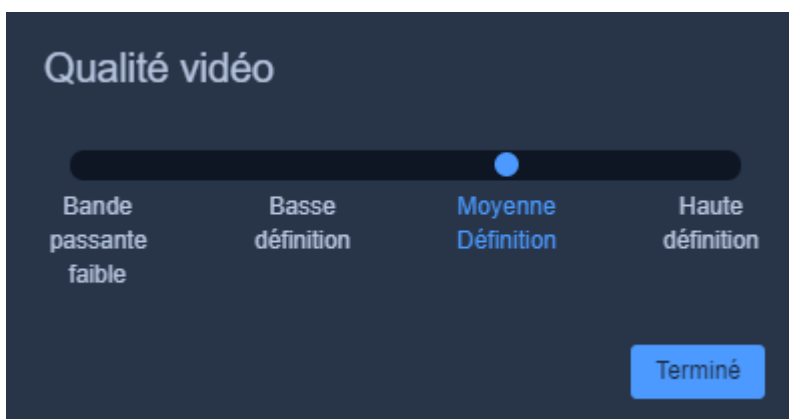 Qualité vidéo
Bande
passante
faible
Basse
définition
Moyenne
Définition
Haute
définition
Terminé